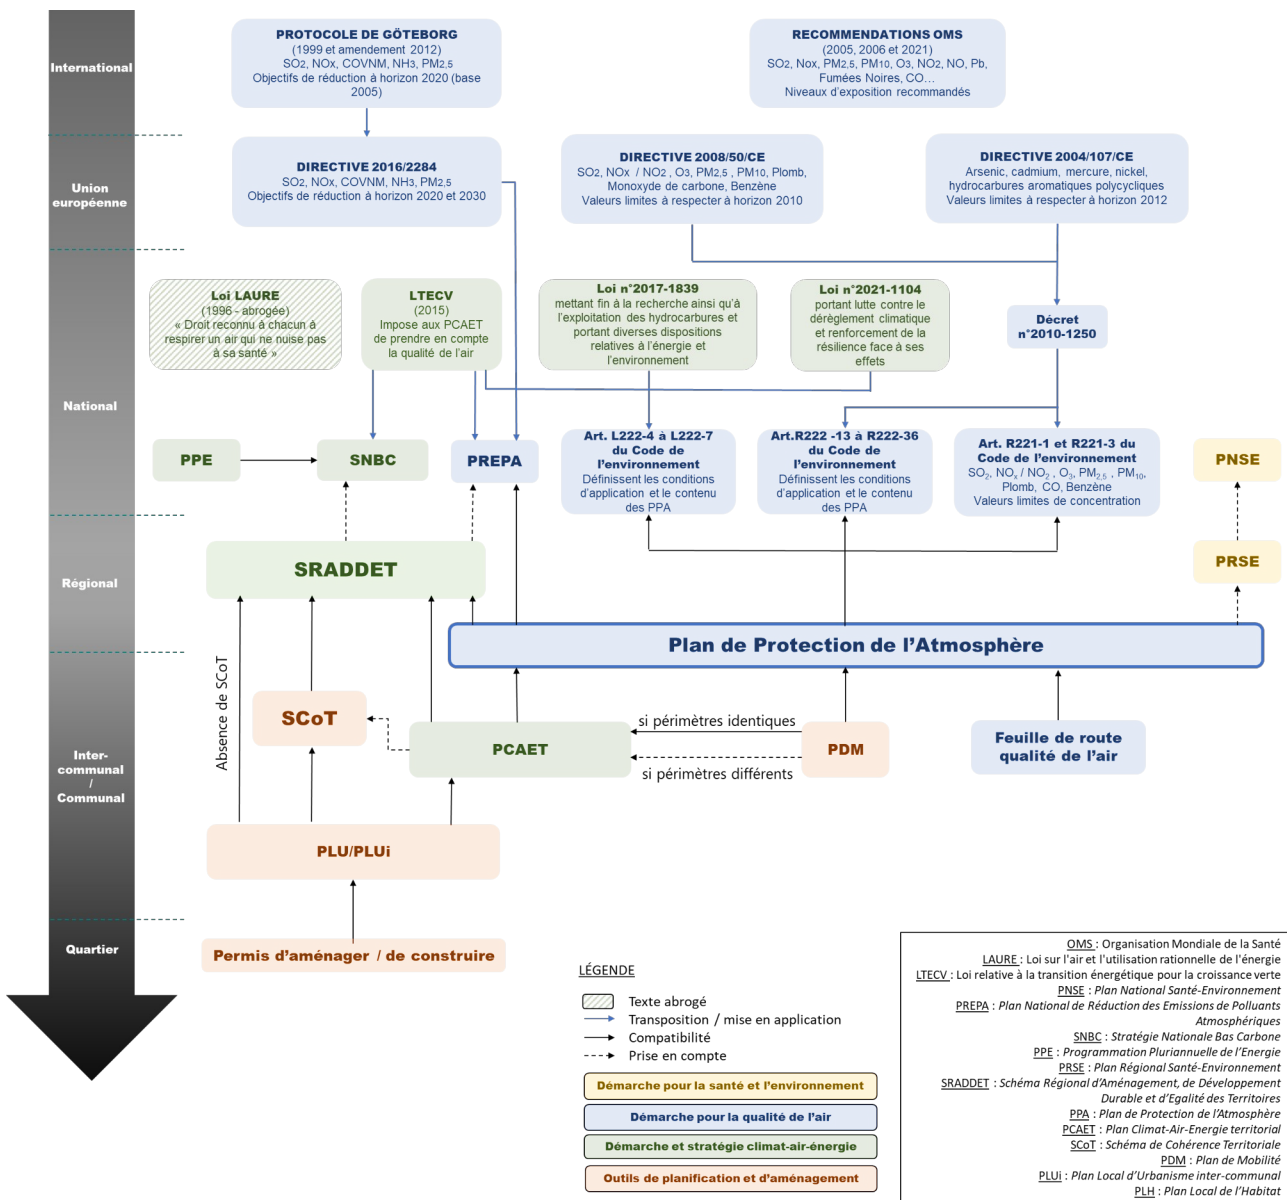 International
PROTOCOLE DE GÖTEBORG
(1999 et amendement 2012)
SO2, NOx, COVNM, NH3, PM2,5
Objectifs de réduction à horizon 2020 (base
2005)
RECOMMENDATIONS OMS
(2005, 2006 et 2021)
SO2, Nox, PM2,5, PM10, O3, NO2, NO, Pb,
Fumées Noires, CO…
Niveaux d’exposition recommandés
Union
européenne
DIRECTIVE 2016/2284
SO2, NOx, COVNM, NH3, PM2,5
Objectifs de réduction à horizon 2020 et 2030
DIRECTIVE 2008/50/CE
SO2, NOx / NO2 , O3, PM2,5 , PM10, Plomb,
Monoxyde de carbone, Benzène
Valeurs limites à respecter à horizon 2010
DIRECTIVE 2004/107/CE
Arsenic, cadmium, mercure, nickel,
hydrocarbures aromatiques polycycliques
Valeurs limites à respecter à horizon 2012
National
Loi LAURE
(1996 - abrogée)
« Droit reconnu à chacun à
respirer un air qui ne nuise pas
à sa santé »
LTECV
(2015)
Impose aux PCAET
de prendre en compte
la qualité de l’air
Loi n°2017-1839
mettant fin à la recherche ainsi qu’à
l’exploitation des hydrocarbures et
portant diverses dispositions
relatives à l’énergie et
l’environnement
Loi n°2021-1104
portant lutte contre le
dérèglement climatique
et renforcement de la
résilience face à ses
effets
Décret
n°2010-1250
PPE
SNBC
PREPA
Art. L222-4 à L222-7
du Code de
l’environnement
Définissent les conditions
d’application et le contenu
des PPA
Art.R222 -13 à R222-36
du Code de
l’environnement
Définissent les conditions
d’application et le contenu
des PPA
Art. R221-1 et R221-3 du
Code de l’environnement
SO2, NOx / NO2 , O3, PM2,5 , PM10,
Plomb, CO, Benzène
Valeurs limites de concentration
PNSE
Régional
SRADDET
PRSE
Plan de Protection de l’Atmosphère
Inter-
communal
/
Communal
Absence de SCoT
SCoT
PCAET
si périmètres identiques
si périmètres différents
PDM
Feuille de route
qualité de l’air
PLU/PLUi
Quartier
Permis d’aménager / de construire
LÉGENDE
Texte abrogé
Transposition / mise en application
Compatibilité
Prise en compte
Démarche pour la santé et l’environnement
Démarche pour la qualité de l’air
Démarche et stratégie climat-air-énergie
Outils de planification et d’aménagement
OMS : Organisation Mondiale de la Santé
LAURE : Loi sur l’air et l’utilisation rationnelle de l’énergie
LTECV : Loi relative à la transition énergétique pour la croissance verte
PNSE : Plan National Santé-Environnement
PREPA : Plan National de Réduction des Emissions de Polluants
Atmosphériques
SNBC : Stratégie Nationale Bas Carbone
PPE : Programmation Pluriannuelle de l’Energie
PRSE : Plan Régional Santé-Environnement
SRADDET : Schéma Régional d’Aménagement, de Développement
Durable et d’Egalité des Territoires
PPA : Plan de Protection de l’Atmosphère
PCAET : Plan Climat-Air-Energie territorial
SCoT : Schéma de Cohérence Territoriale
PDM : Plan de Mobilité
PLUi : Plan Local d’Urbanisme inter-communal
PLH : Plan Local de l’Habitat